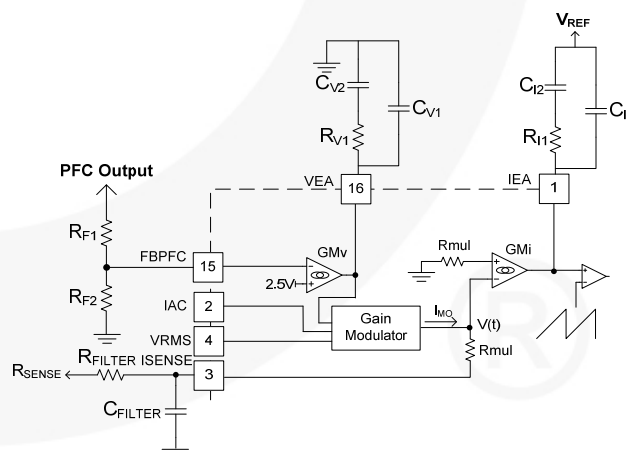 VREF
CV2
CV1
RV1
CI2
CI
RI1
PFC Output
VEA
16
IEA
1
RF1
FBPFC
15
GMv
2.5V
Rmul
GMi
RF2
IAC
2
VRMS
4
Gain
Modulator
IMO
V(t)
Rmul
RFILTER
ISENSE
3
RSENSE
CFILTER
R